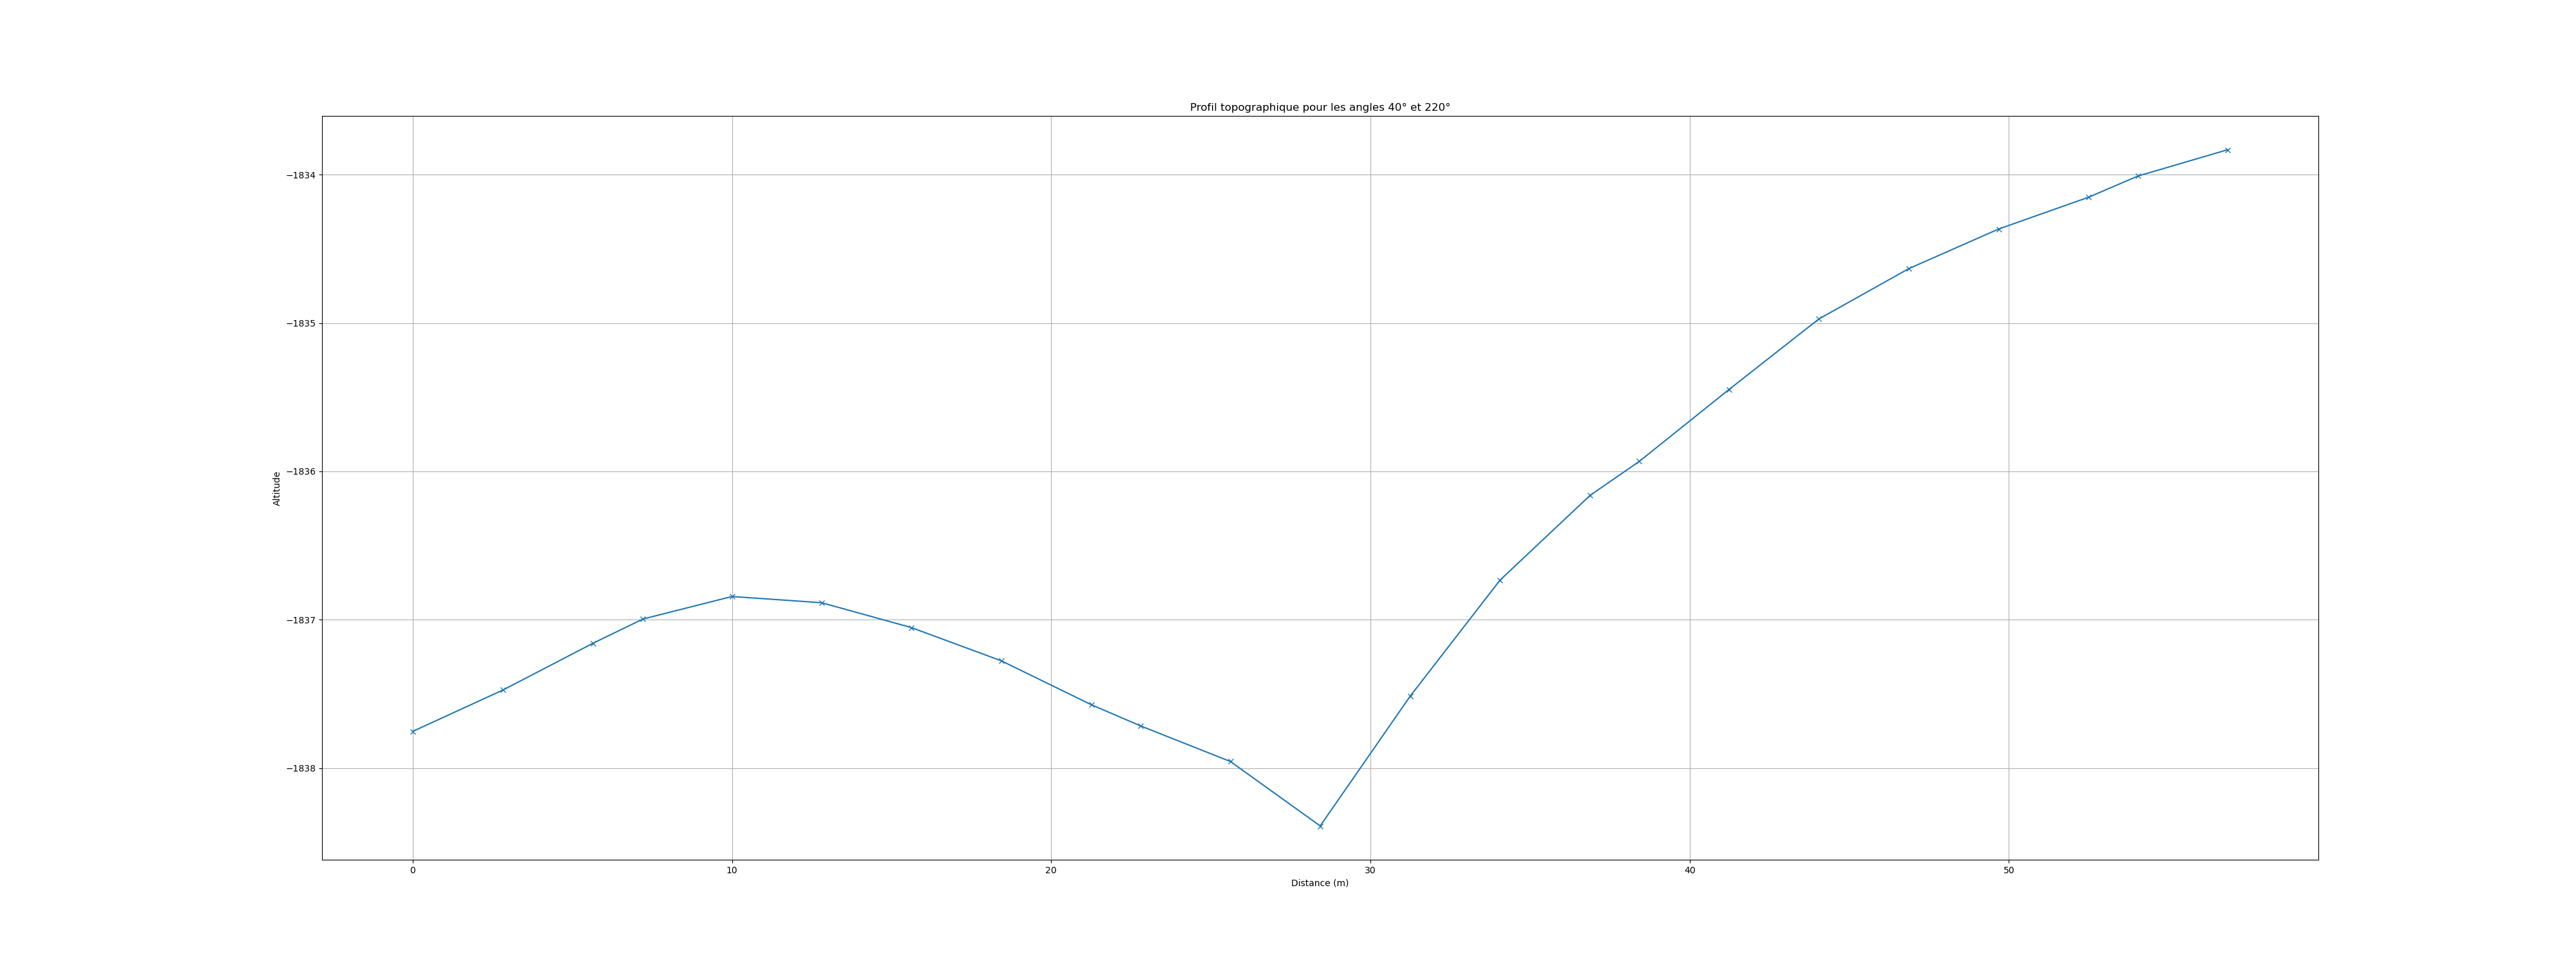 Profil topographique pour les angles 40° et 220°
−1834
−1835
−1836
−1837
−1838
Altitude
0 10 20 30 40 50
Distance (m)